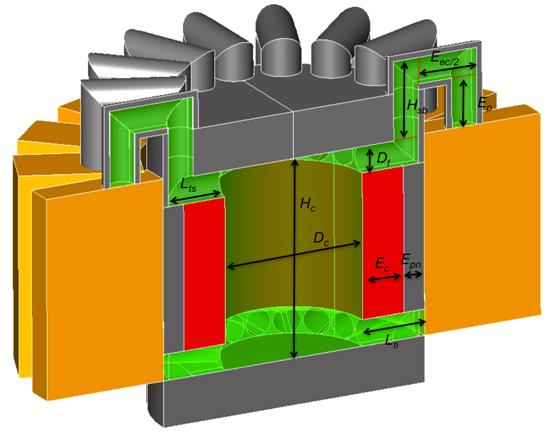 E_ec/2
H_sb
E_p
D_t
L_ts
H_c
D_c
E_c
E_pn
L_ti